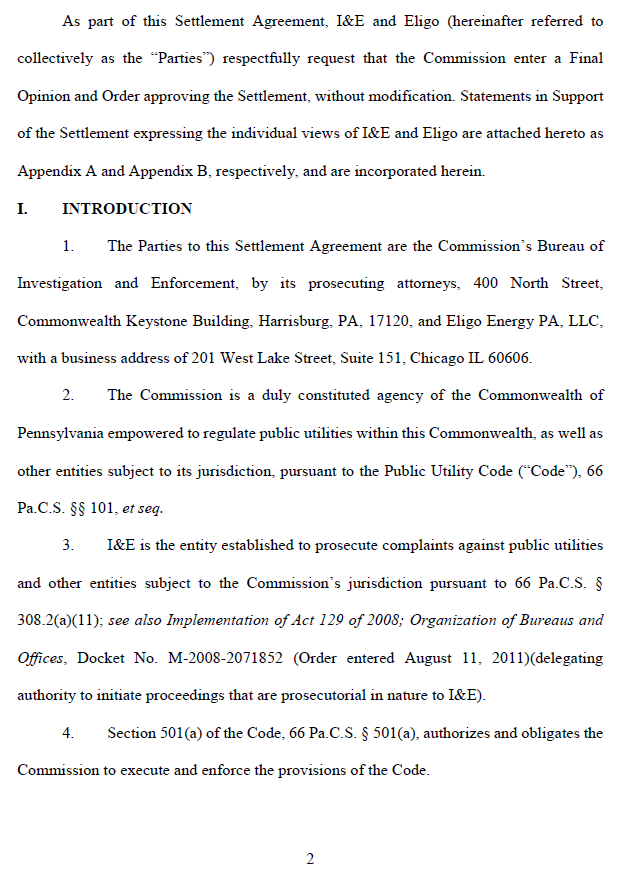 As part of this Settlement Agreement, I&E and Eligo (hereinafter referred to
collectively as the “Parties”) respectfully request that the Commission enter a Final
Opinion and Order approving the Settlement, without modification. Statements in Support
of the Settlement expressing the individual views of I&E and Eligo are attached hereto as
Appendix A and Appendix B, respectively, and are incorporated herein.
I. INTRODUCTION
1. The Parties to this Settlement Agreement are the Commission’s Bureau of
Investigation and Enforcement, by its prosecuting attorneys, 400 North Street,
Commonwealth Keystone Building, Harrisburg, PA, 17120, and Eligo Energy PA, LLC,
with a business address of 201 West Lake Street, Suite 151, Chicago IL 60606.
2. The Commission is a duly constituted agency of the Commonwealth of
Pennsylvania empowered to regulate public utilities within this Commonwealth, as well as
other entities subject to its jurisdiction, pursuant to the Public Utility Code (“Code”), 66
Pa.C.S. §§ 101, et seq.
3. I&E is the entity established to prosecute complaints against public utilities
and other entities subject to the Commission’s jurisdiction pursuant to 66 Pa.C.S. §
308.2(a)(11); see also Implementation of Act 129 of 2008; Organization of Bureaus and
Offices, Docket No. M-2008-2071852 (Order entered August 11, 2011)(delegating
authority to initiate proceedings that are prosecutorial in nature to I&E).
4. Section 501(a) of the Code, 66 Pa.C.S. § 501(a), authorizes and obligates the
Commission to execute and enforce the provisions of the Code.
2